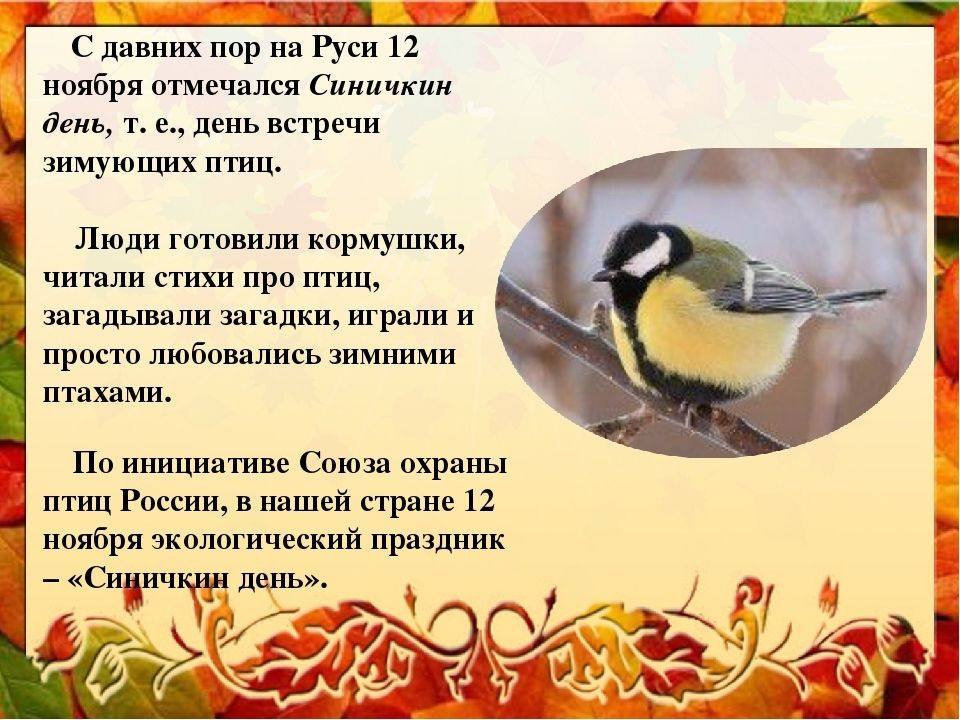 С давних пор на Руси 12
ноября отмечался Синичкин
день, т. е., день встречи
зимующих птиц.
Люди готовили кормушки,
читали стихи про птиц,
загадывали загадки, играли и
просто любовались зимними
птахами.
По инициативе Союза охраны
птиц России, в нашей стране 12
ноября экологический праздник
– «Синичкин день».